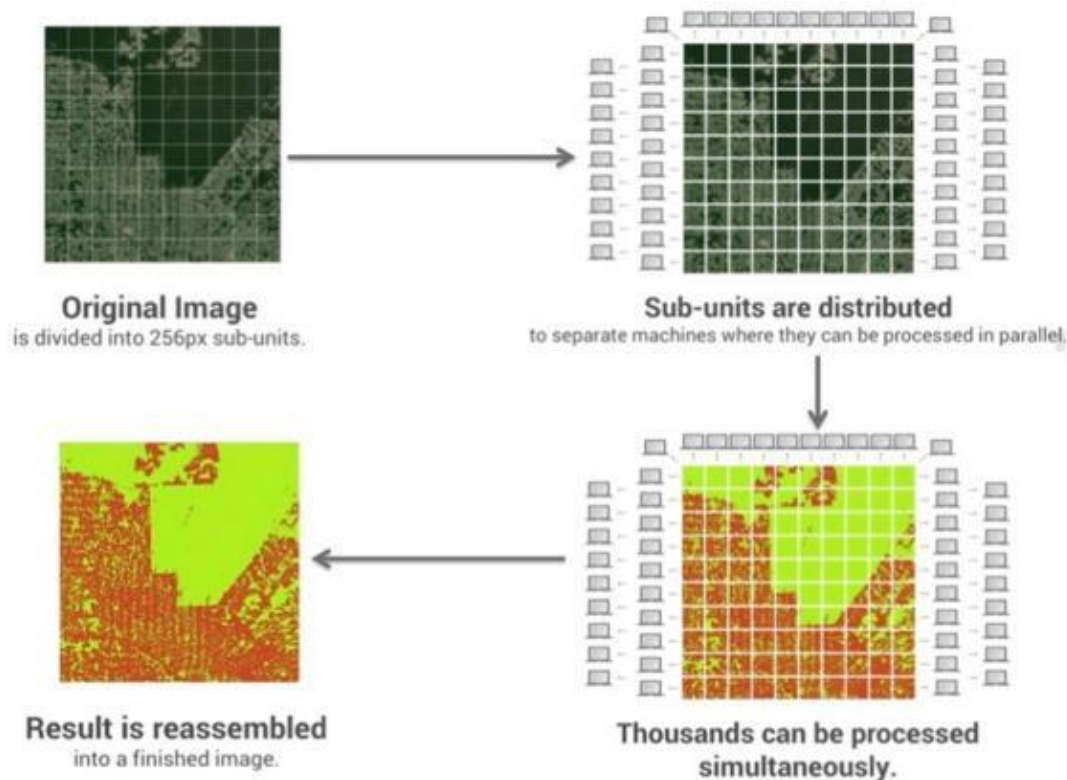 Original Image
is divided into 256px sub-units.
Sub-units are distributed
to separate machines where they can be processed in parallel.
Result is reassembled
into a finished image.
Thousands can be processed
simultaneously.